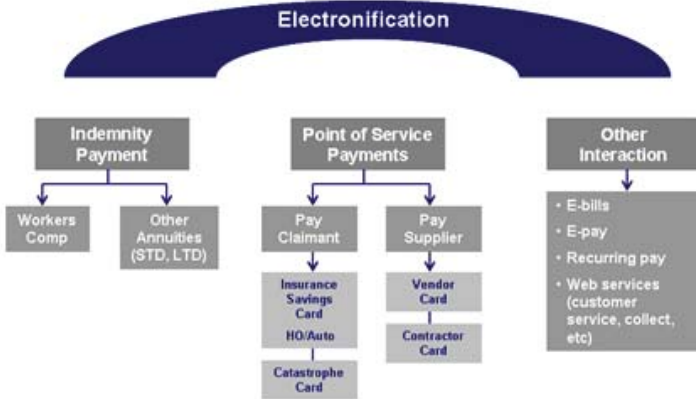 Electronification
Indemnity
Payment
Workers
Comp
Other
Annuities
(STD, LTD)
Point of Service
Payments
Pay
Claimant
Insurance
Savings
Card
HO/Auto
Catastrophe
Card
Pay
Supplier
Vendor
Card
Contractor
Card
Other
Interaction
• E-bills
• E-pay
• Recurring pay
• Web services
(customer
service, collect,
etc)